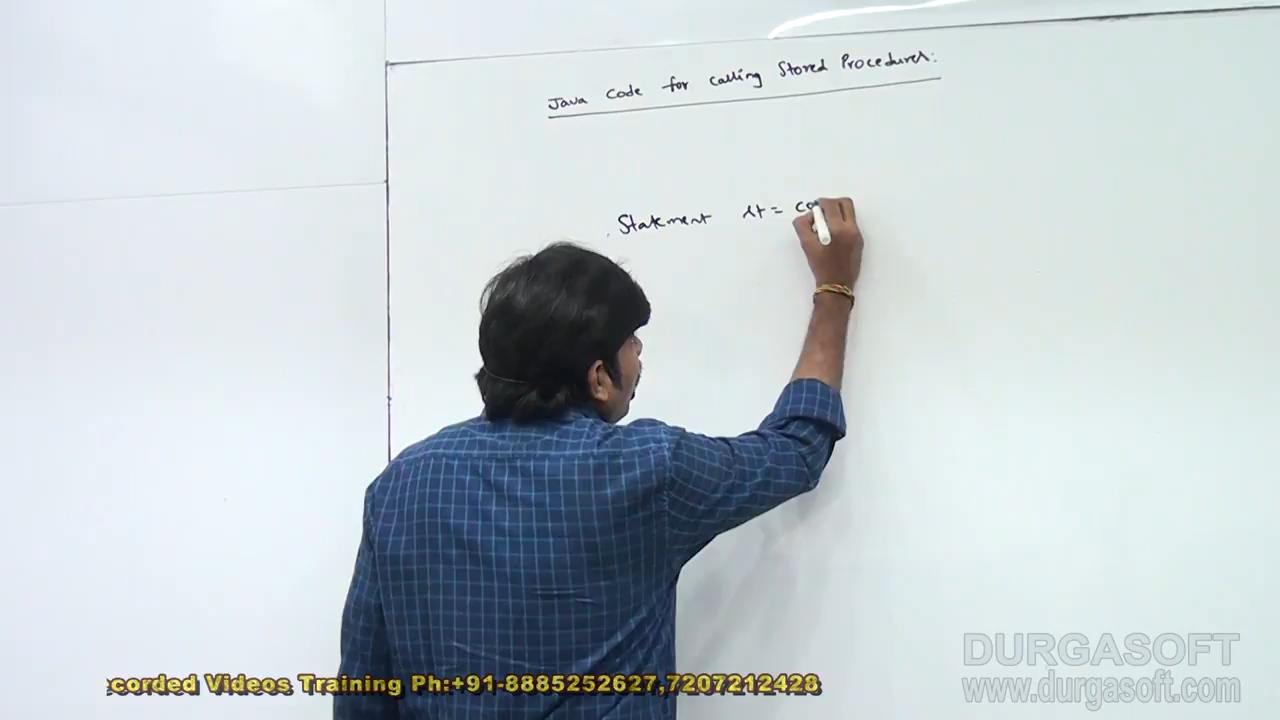 Java Code for Calling Stored Procedures:
Statement st = co
corded Videos Training Ph:+91-8885252627,7207212428
DURGASOFT
www.durgasoft.com